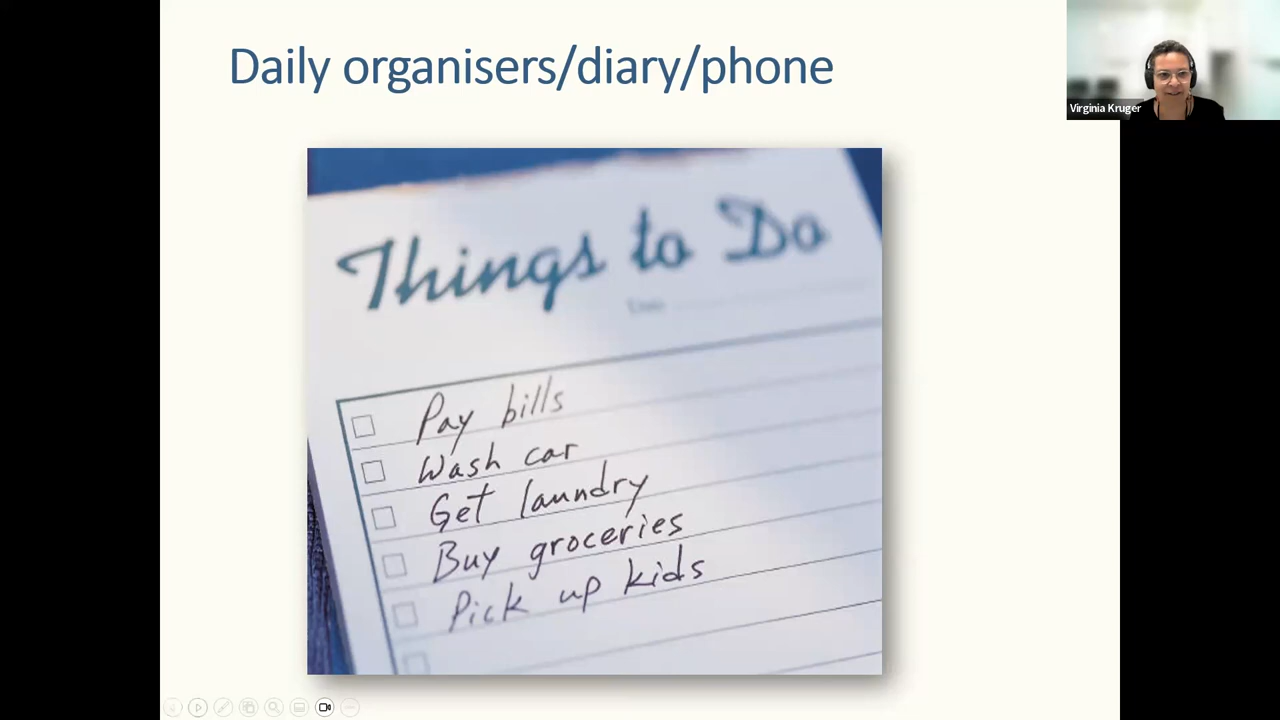 Daily organisers/diary/phone
Virginia Kruger
Things to Do
Pay bills
Wash car
Get laundry
Buy groceries
Pick up kids